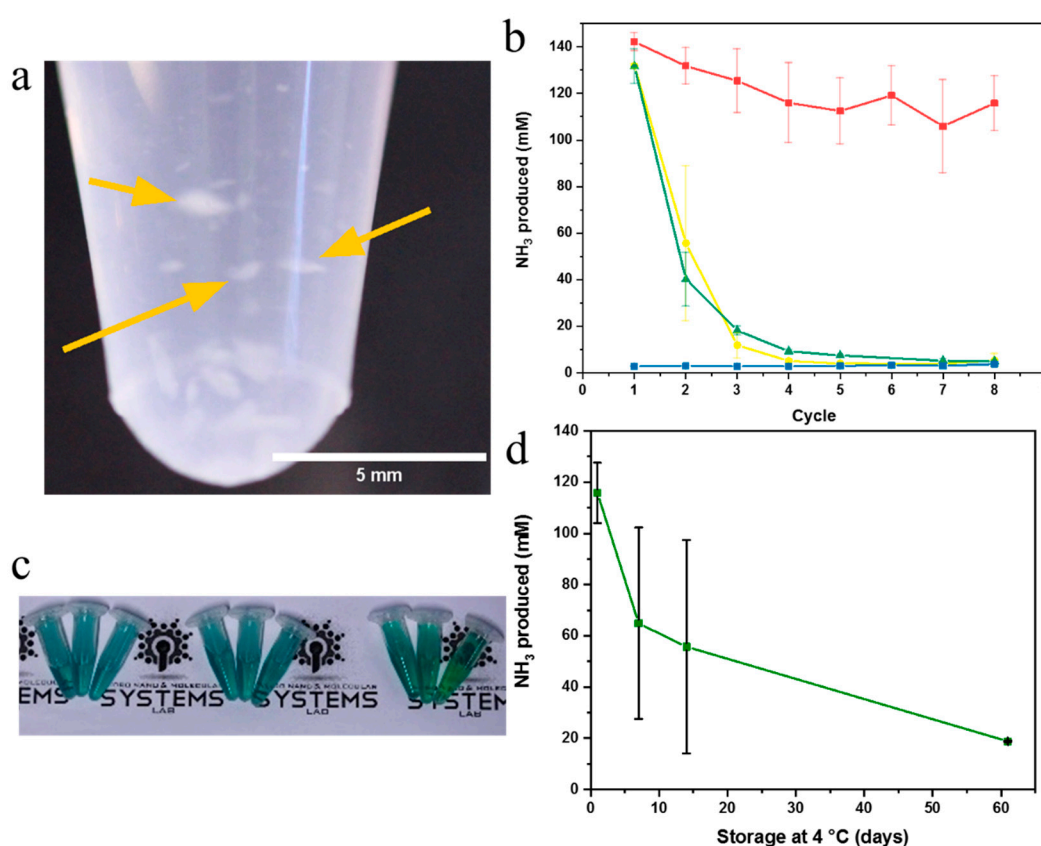 a
5 mm
b
NH3 produced (mM)
140
120
100
80
60
40
20
0
1 2 3 4 5 6 7 8
Cycle
c
SYSTEMS
LAB
SYSTEMS
LAB
SYSTEMS
LAB
d
NH3 produced (mM)
140
120
100
80
60
40
20
0
0 10 20 30 40 50 60
Storage at 4 °C (days)